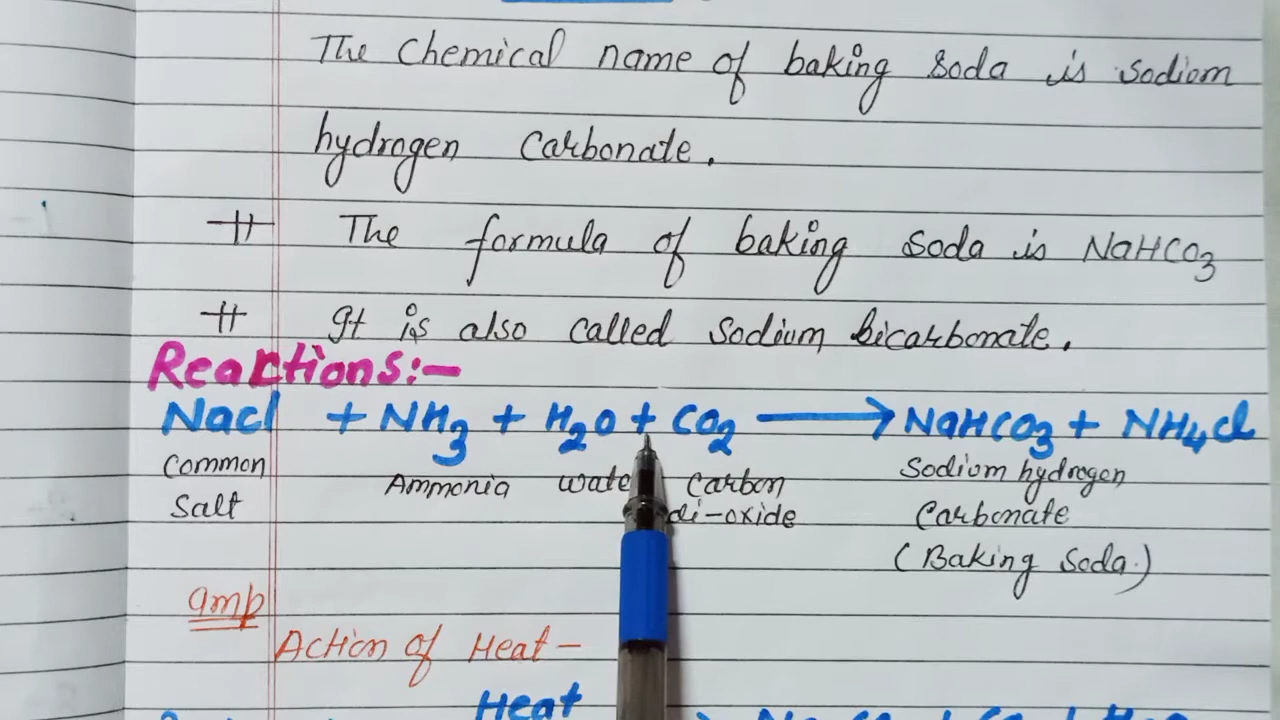 The Chemical name of baking Soda is Sodiom
hydrogen Carbonate.
The formula of baking Soda is NaHCO3
It is also called Sodium bicarbonate.
Reactions:-
Nacl + NH3 + H2O + CO2 → NaHCO3 + NH4Cl
Common Ammonia wate Carbon Sodium hydrogen
Salt di-oxide Carbonate
(Baking Soda.)
Imp
Action of Heat-
Heat